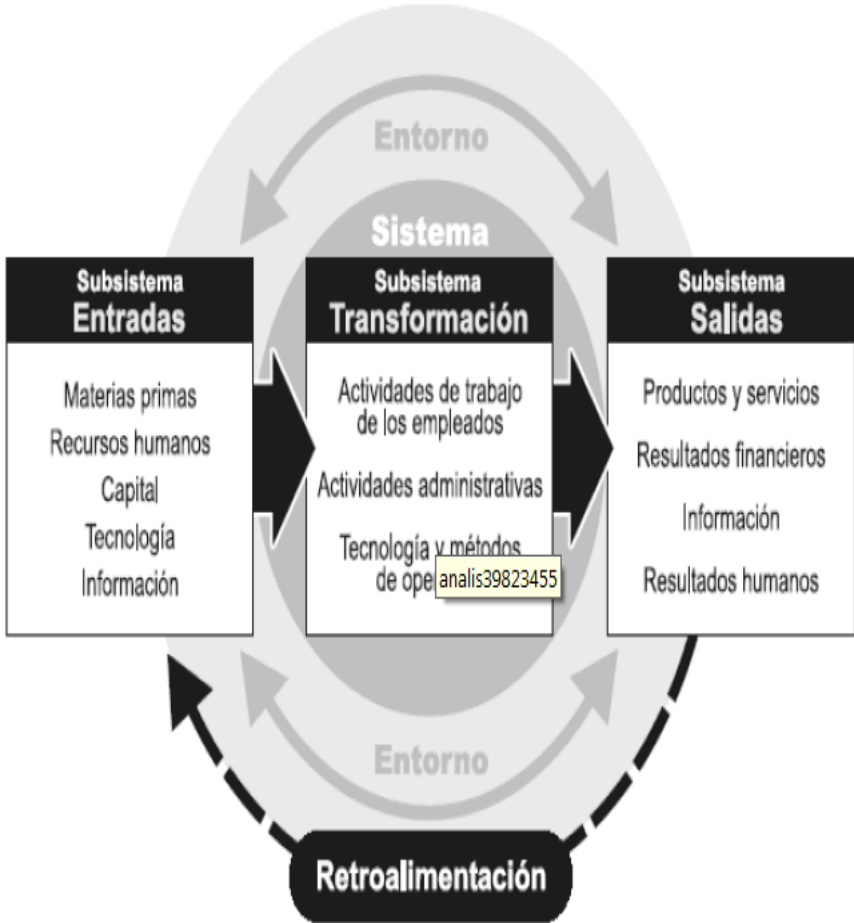 Entorno
Sistema
Subsistema
Entradas
Materias primas
Recursos humanos
Capital
Tecnología
Información
Subsistema
Transformación
Actividades de trabajo
de los empleados
Actividades administrativas
Tecnología y métodos
de
analis39823455
Subsistema
Salidas
Productos y servicios
Resultados financieros
Información
Resultados humanos
Entorno
Retroalimentación